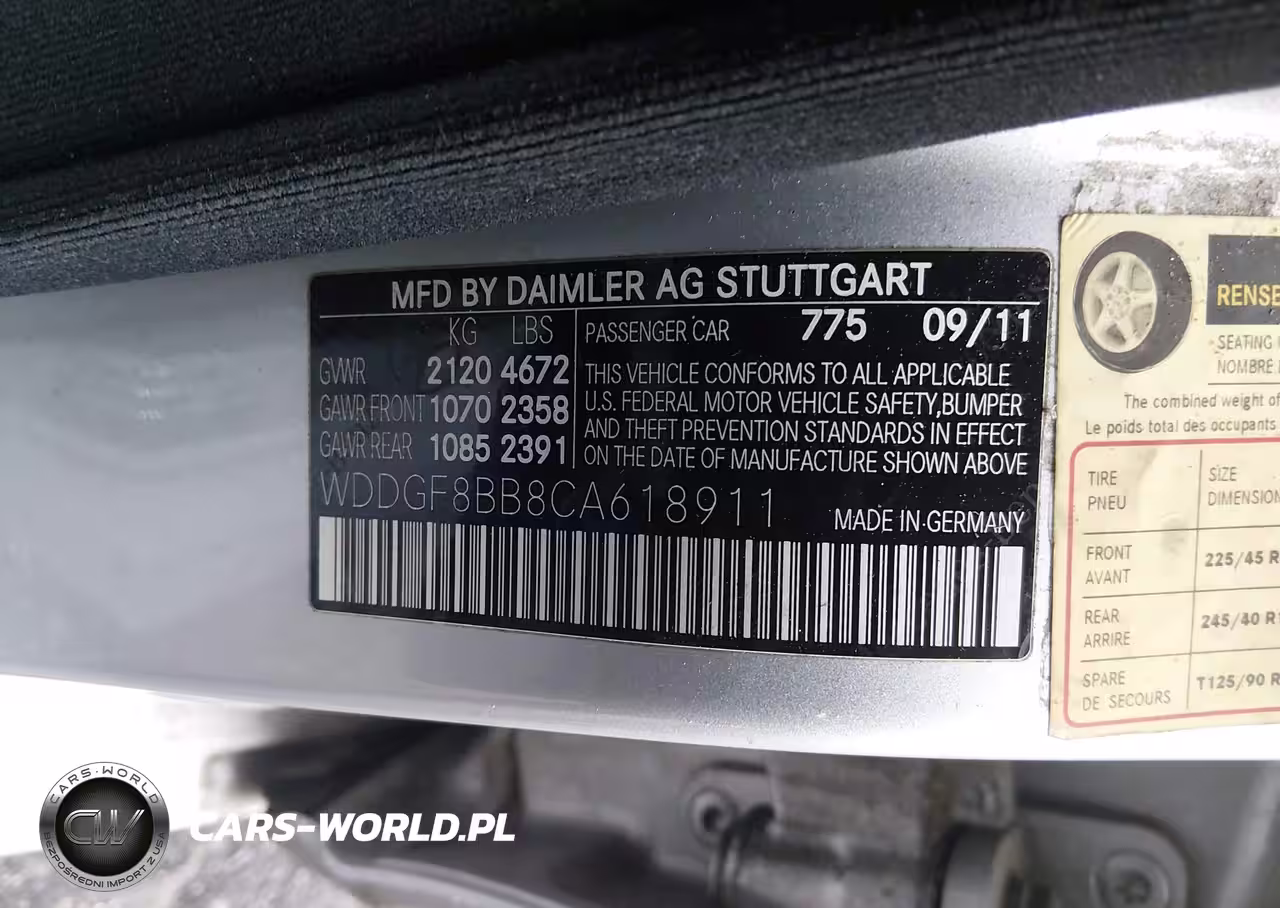 MFD BY DAIMLER AG STUTTGART
KG LBS
GVWR 2120 4672
GAWR FRONT 1070 2358
GAWR REAR 1085 2391
PASSENGER CAR 775 09/11
THIS VEHICLE CONFORMS TO ALL APPLICABLE
U.S. FEDERAL MOTOR VEHICLE SAFETY,BUMPER
AND THEFT PREVENTION STANDARDS IN EFFECT
ON THE DATE OF MANUFACTURE SHOWN ABOVE
WDDGF8BB8CA618911
MADE IN GERMANY
SEATING
NOMBRE
The combined weight of
Le poids total des occupants
TIRE
PNEU
SIZE
DIMENSION
FRONT
AVANT
225/45 R
REAR
ARRIERE
245/40 R
SPARE
DE SECOURS
T125/90 R
CARS-WORLD
CW
BEZPOŚREDNI IMPORT Z USA
CARS-WORLD.PL